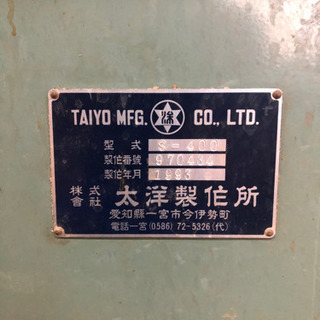 TAIYO MFG. CO., LTD.
型式 S-400
製作番號 970434
製作年月 1993
株式會社 太洋製作所
愛知縣一宮市今伊勢町
電話一宮(0586) 72-5326(代)